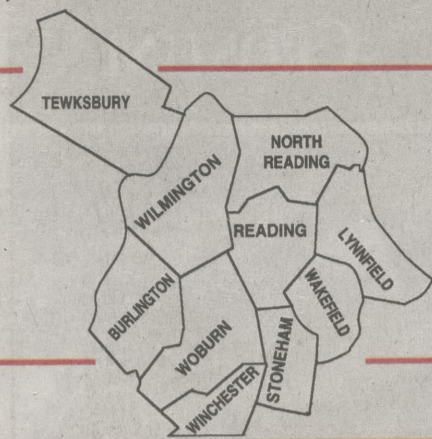 TEWKSBURY
NORTH
READING
WILMINGTON
READING
LYNNFIELD
BURLINGTON
WAKEFIELD
WOBURN
STONEHAM
WINCHESTER